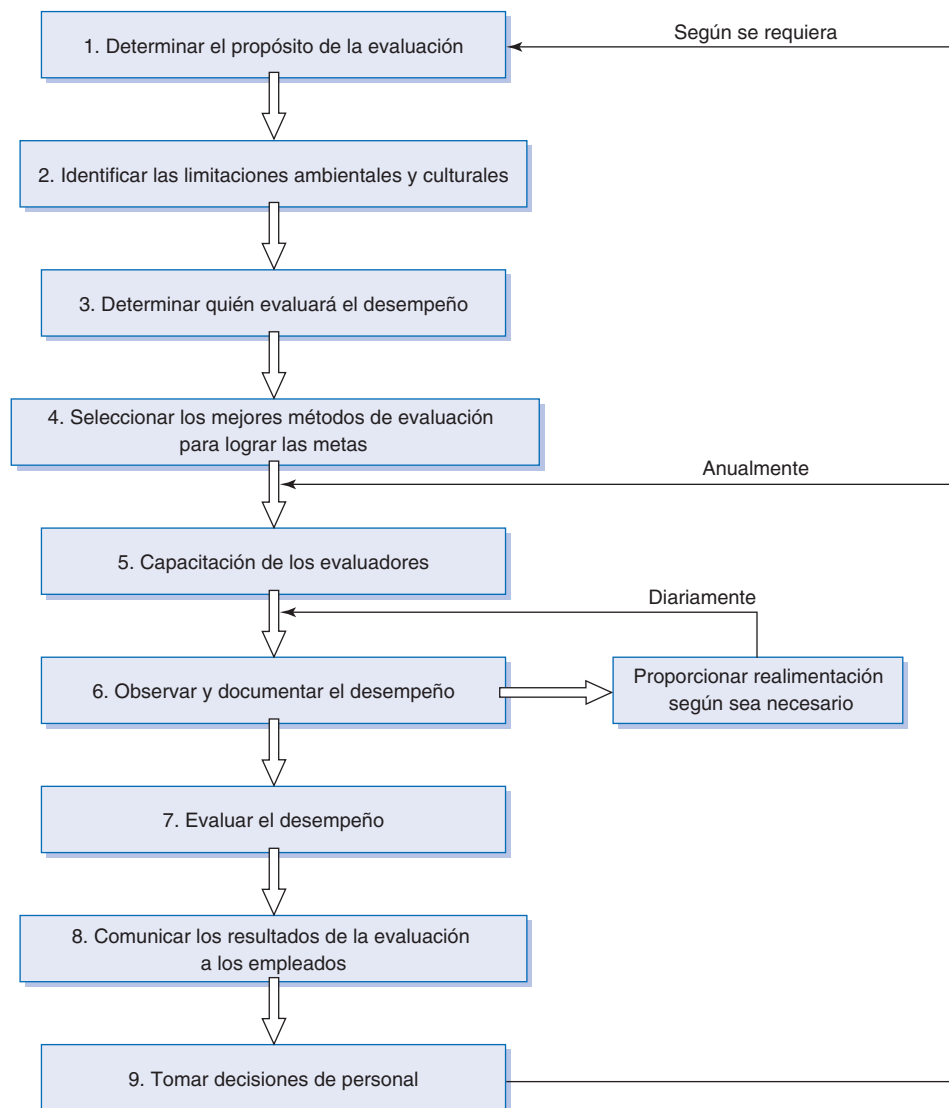 1. Determinar el propósito de la evaluación
Según se requiera
2. Identificar las limitaciones ambientales y culturales
3. Determinar quién evaluará el desempeño
4. Seleccionar los mejores métodos de evaluación
para lograr las metas
Anualmente
5. Capacitación de los evaluadores
Diariamente
6. Observar y documentar el desempeño
Proporcionar realimentación
según sea necesario
7. Evaluar el desempeño
8. Comunicar los resultados de la evaluación
a los empleados
9. Tomar decisiones de personal